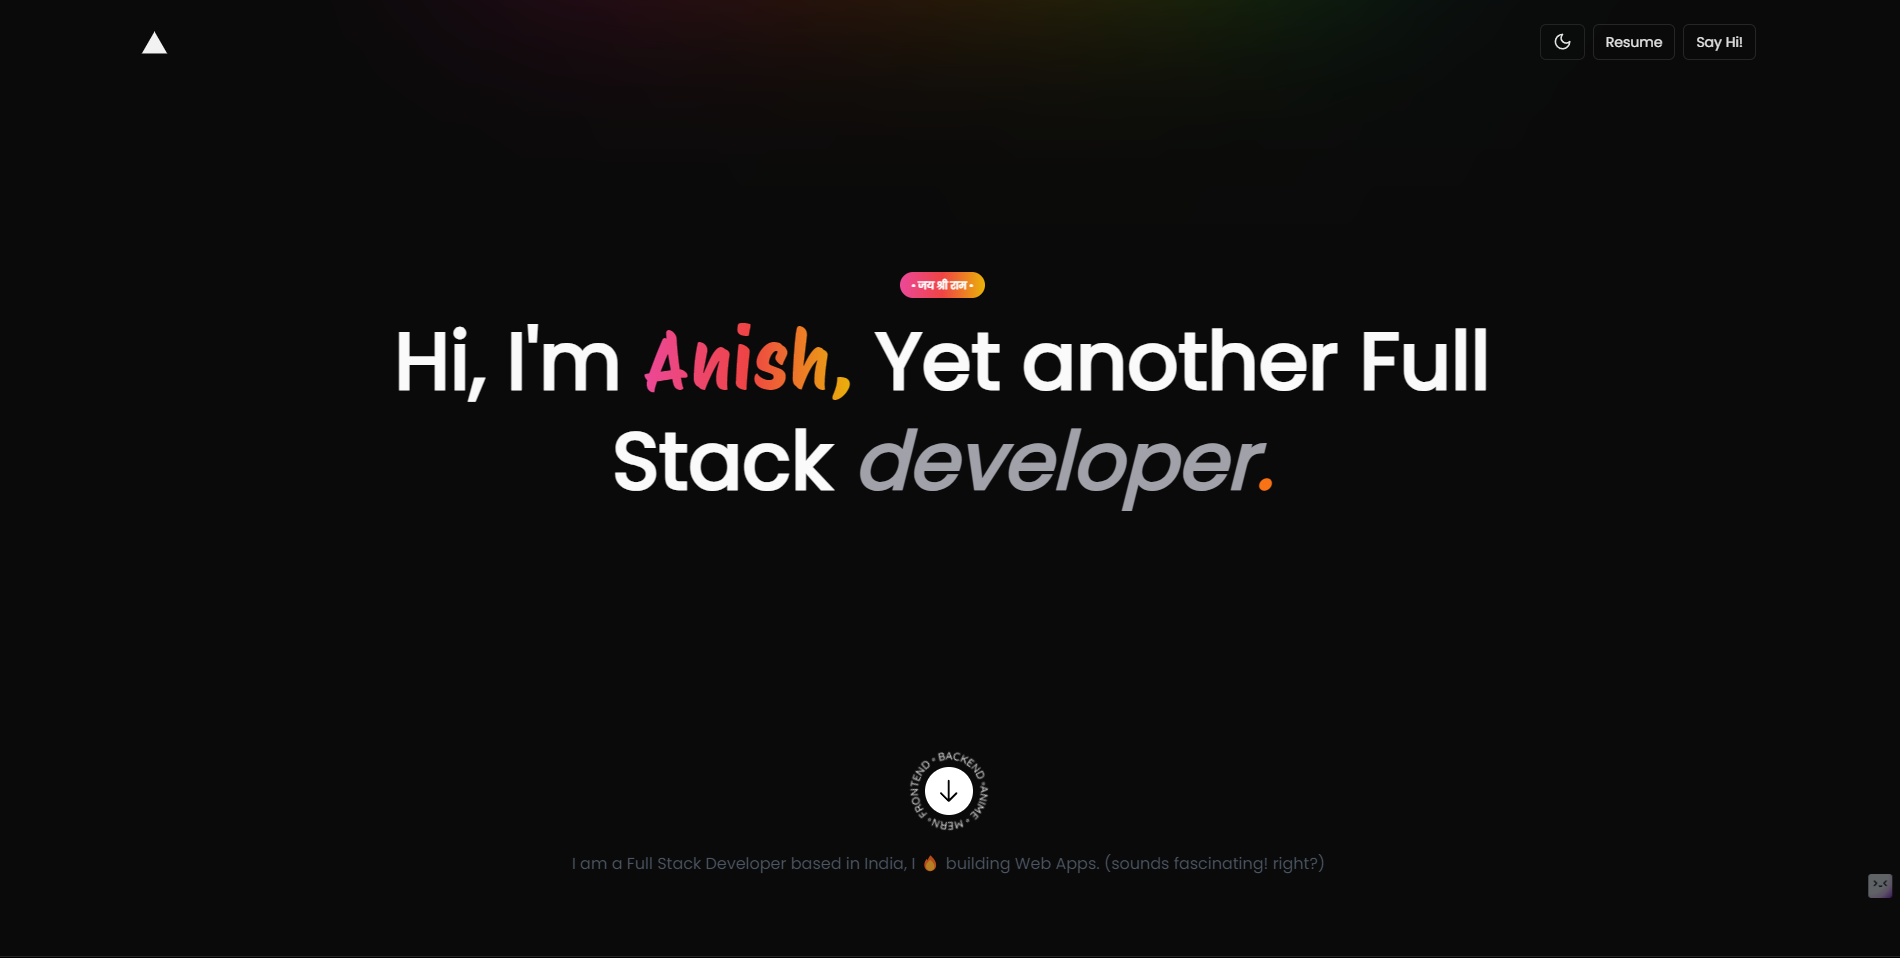 Resume
Say Hi!
• जय श्री राम •
Hi, I'm Anish, Yet another Full
Stack developer.
FRONTEND • BACKEND • ANIME • MERN •
I am a Full Stack Developer based in India, I 🔥 building Web Apps. (sounds fascinating! right?)
>_<